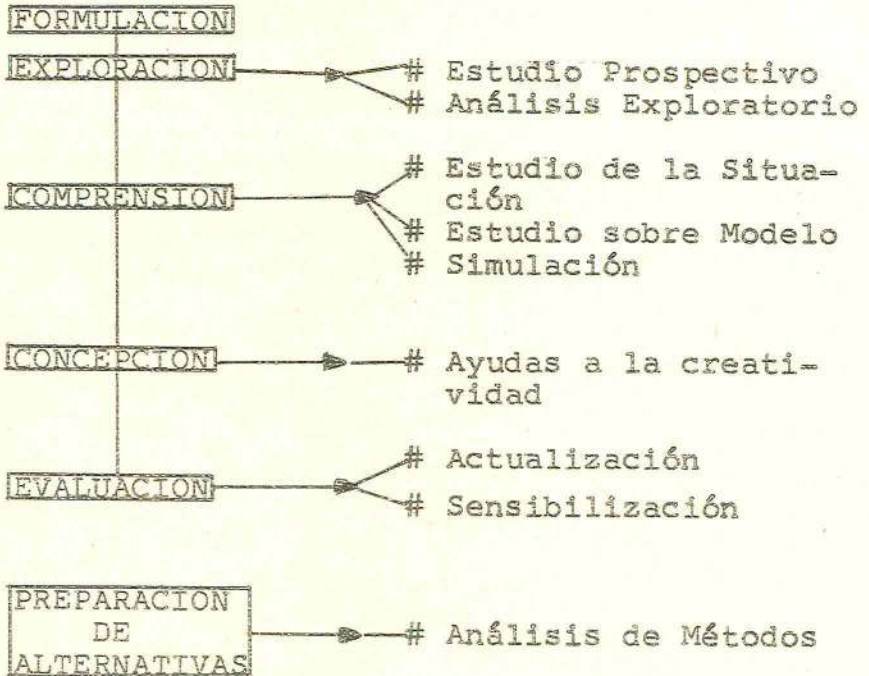 FORMULACION
EXPLORACION
# Estudio Prospectivo
# Análisis Exploratorio
COMPRENSION
# Estudio de la Situa-
ción
# Estudio sobre Modelo
# Simulación
CONCEPCION
# Ayudas a la creati-
vidad
EVALUACION
# Actualización
# Sensibilización
PREPARACION
DE
ALTERNATIVAS
# Análisis de Métodos